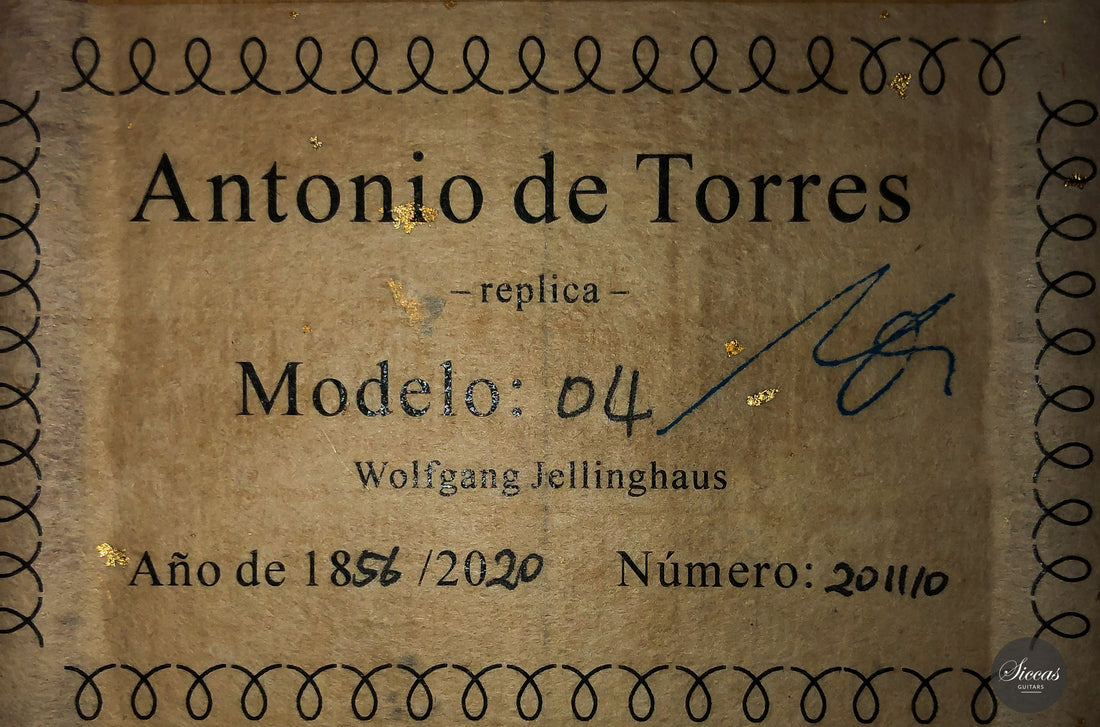 Antonio de Torres
– replica –
Modelo: 04
Wolfgang Jellinghaus
Año de 1856 /2020 Número: 201110
Siccas
GUITARS